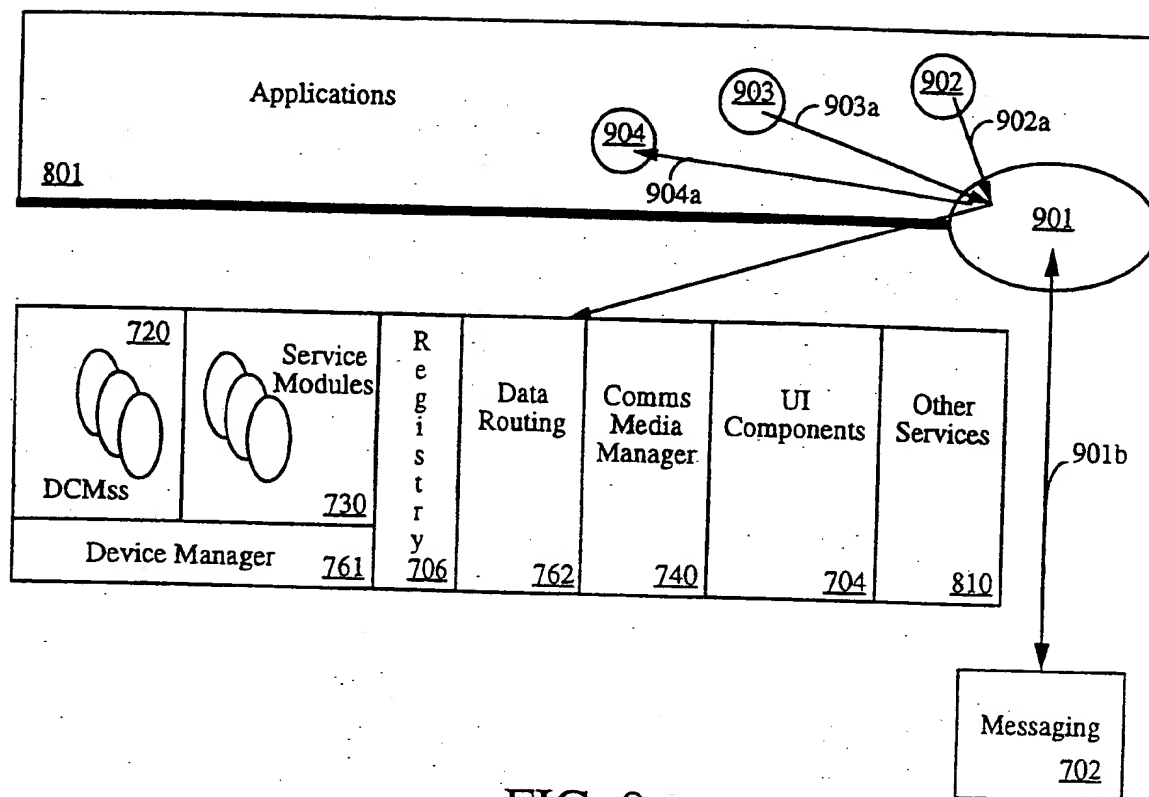 Applications
801
904
903
902
903a
902a
904a
901
720
DCMss
Service
Modules
730
Device Manager 761
Registry
706
Data
Routing
762
Comms
Media
Manager
740
UI
Components
704
Other
Services
810
901b
Messaging
702